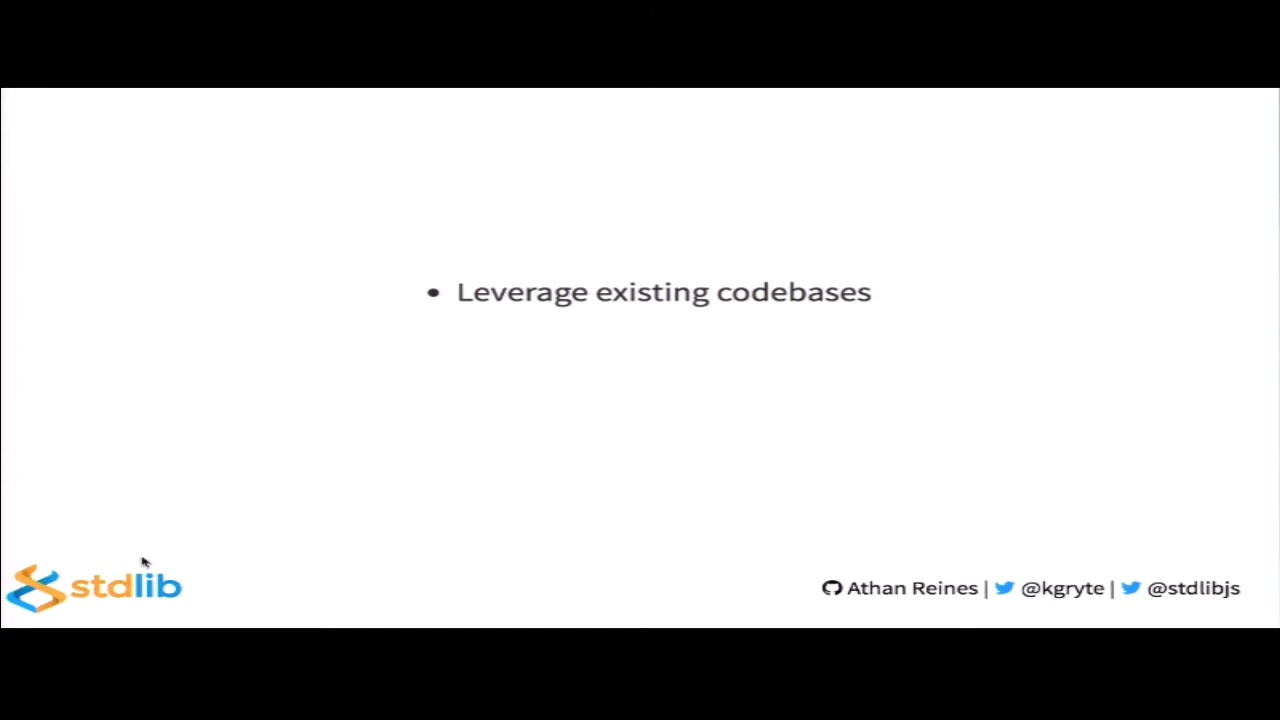 • Leverage existing codebases
stdlib
Athan Reines | @kgryte | @stdlibjs